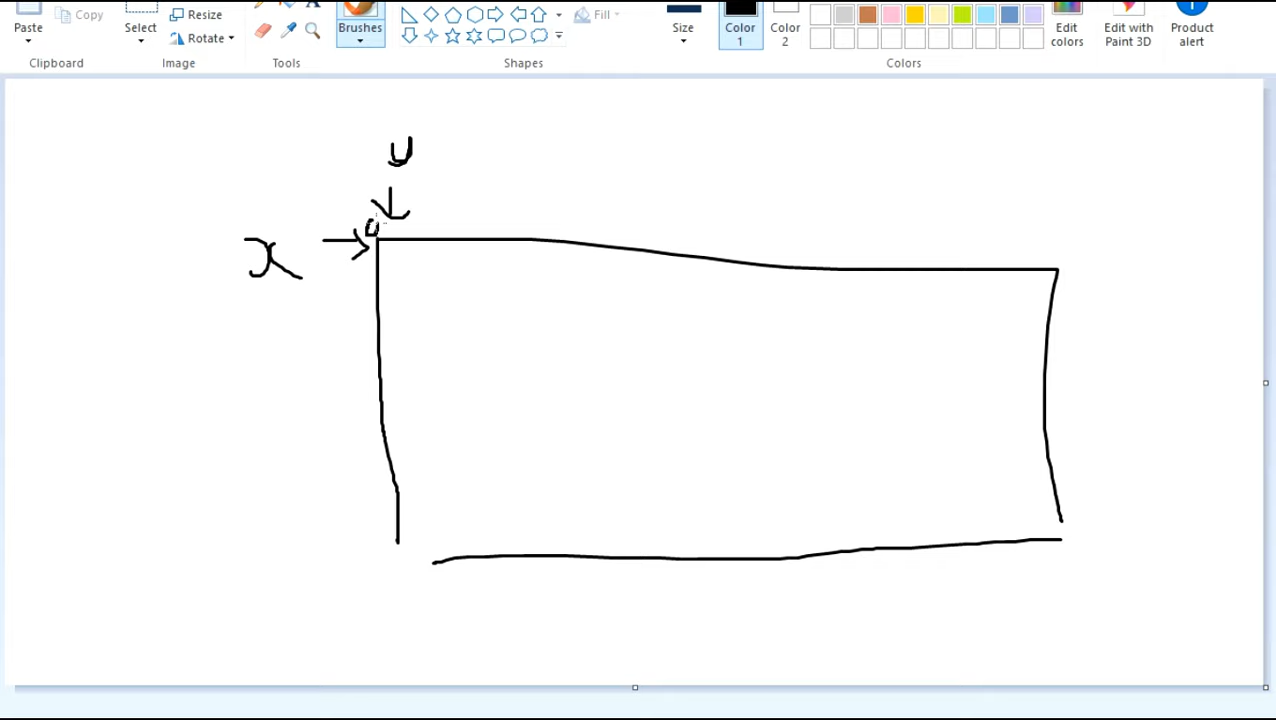 Paste
Copy
Select
Resize
Rotate
A
Brushes
Fill
Size
Color 1
Color 2
Edit colors
Edit with Paint 3D
Product alert
Clipboard
Image
Tools
Shapes
Colors
y
0
x